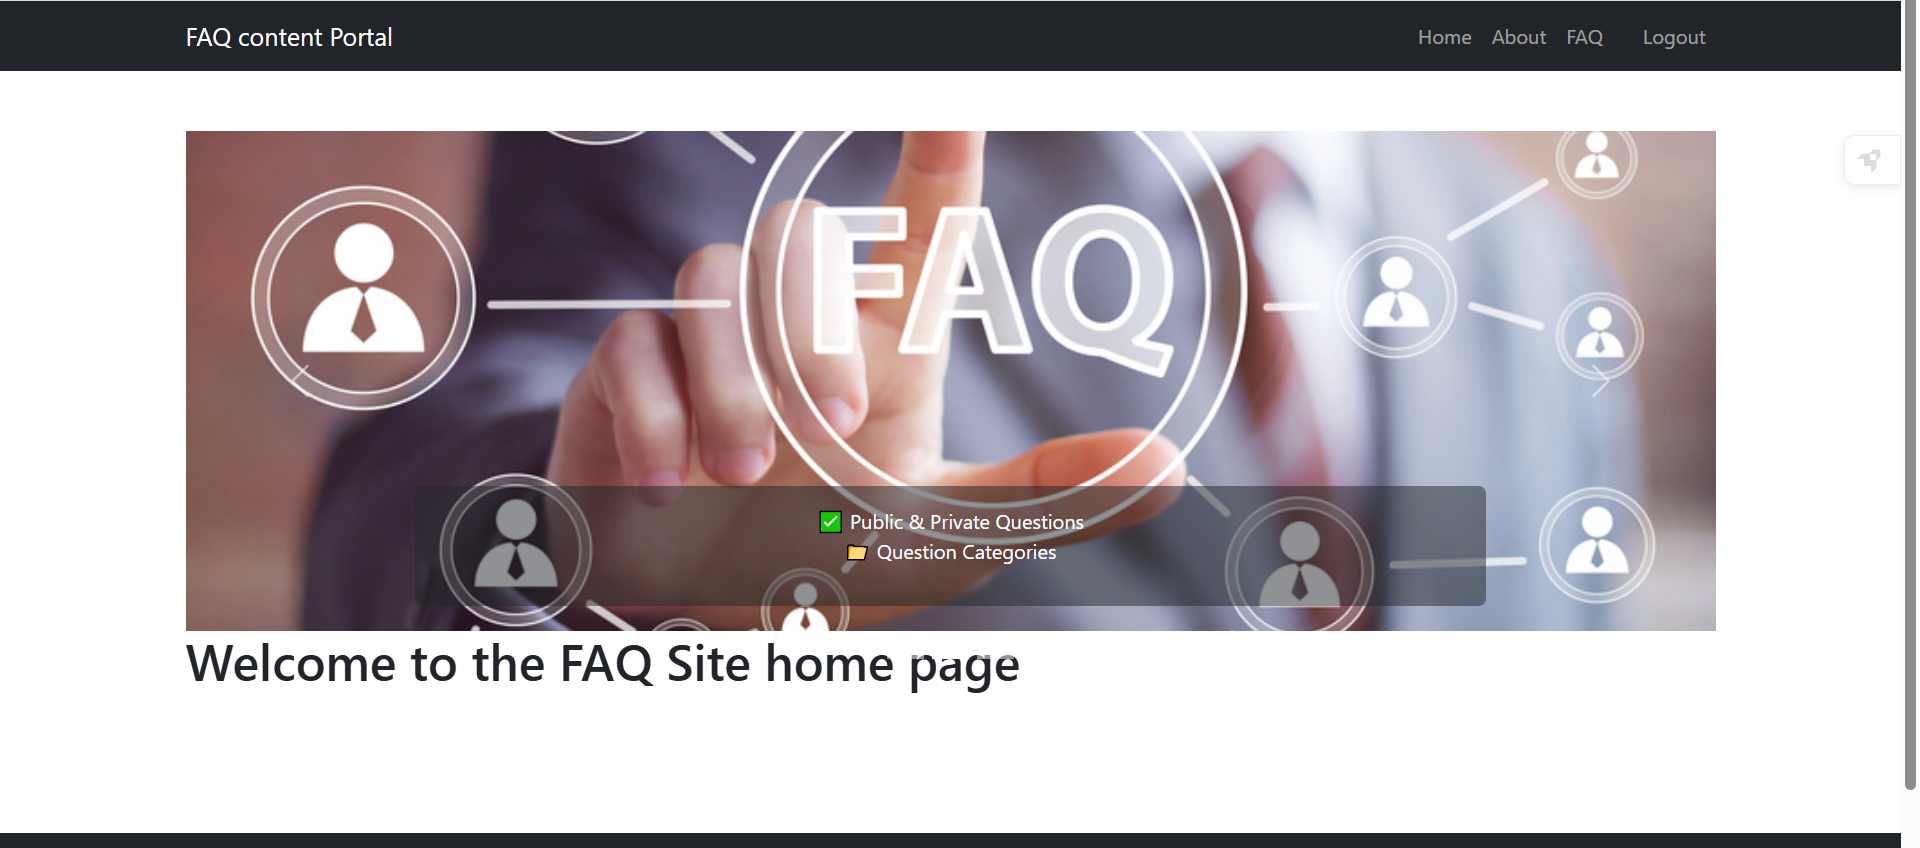 FAQ content Portal
Home About FAQ Logout
FAQ
✅ Public & Private Questions
📁 Question Categories
Welcome to the FAQ Site home page